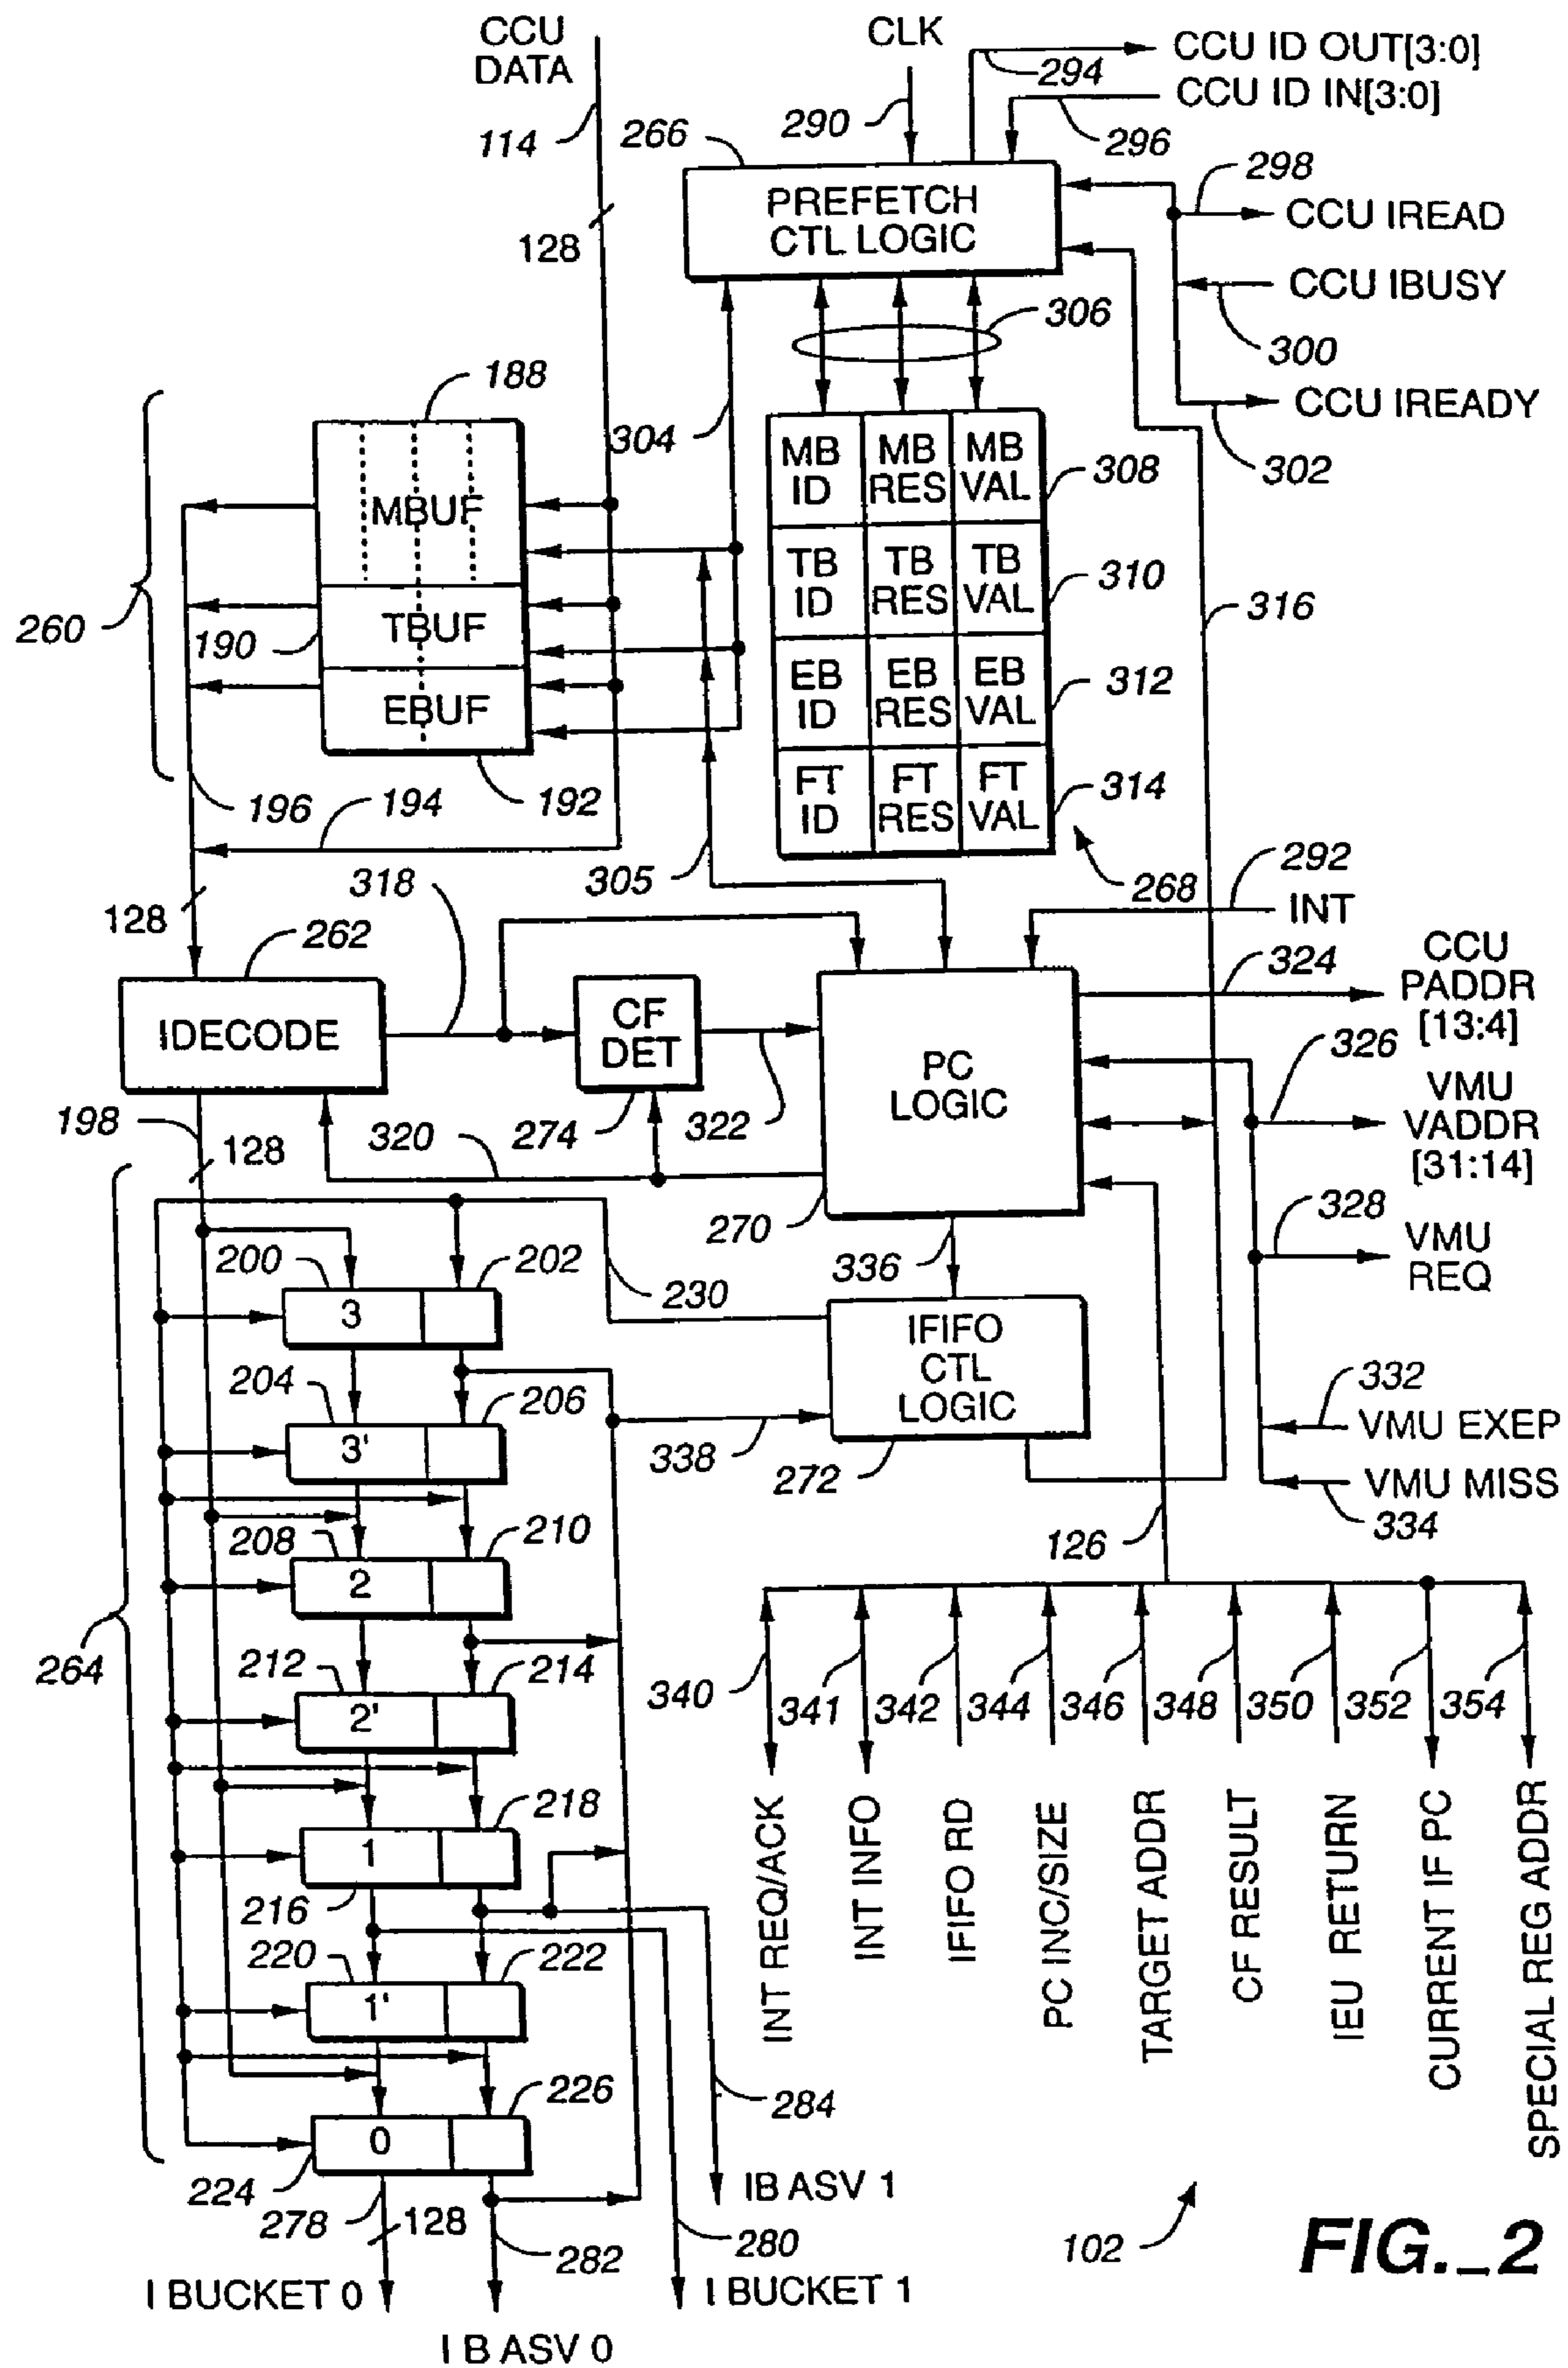 CCU
DATA
CLK
CCU ID OUT[3:0]
294
CCU ID IN[3:0]
290
296
114
266
298
PREFETCH
CTL LOGIC
CCU IREAD
128
CCU IBUSY
306
300
188
CCU IREADY
304
302
MB
ID
MB
RES
MB
VAL
308
MBUF
TB
ID
TB
RES
TB
VAL
310
316
260
190
TBUF
EB
ID
EB
RES
EB
VAL
312
EBUF
FT
ID
FT
RES
FT
VAL
314
196
194
192
318
305
268
292
INT
128
262
CCU
PADDR
[13:4]
324
IDECODE
CF
DET
PC
LOGIC
326
VMU
VADDR
[31:14]
198
128
320
274
322
270
328
VMU
REQ
200
202
336
230
3
IFIFO
CTL
LOGIC
204
206
332
VMU EXEP
3'
338
272
VMU MISS
334
208
210
126
2
264
212
214
340
341
342
344
346
348
350
352
354
2'
218
1
216
INT REQ/ACK
INT INFO
IFIFO RD
PC INC/SIZE
TARGET ADDR
CF RESULT
IEU RETURN
CURRENT IF PC
SPECIAL REG ADDR
220
222
1'
226
284
0
224
278
128
IB ASV 1
282
280
102
FIG._2
I BUCKET 0
I BUCKET 1
I B ASV 0